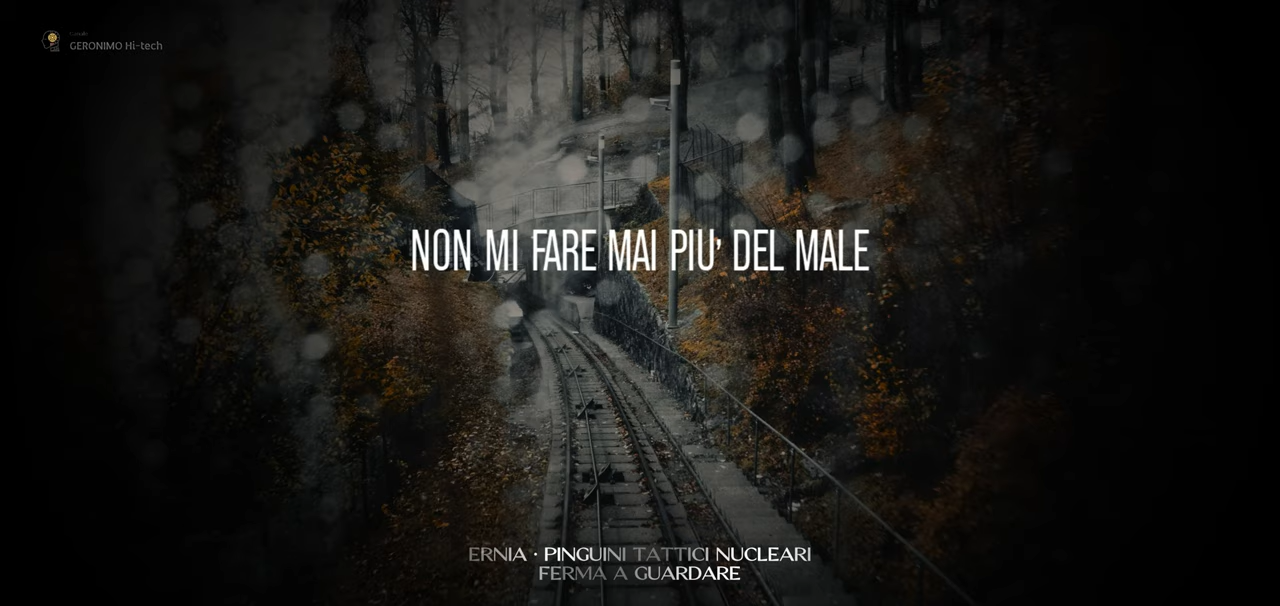 GERONIMO Hi-tech
NON MI FARE MAI PIU' DEL MALE
ERNIA • PINGUINI TATTICI NUCLEARI
FERMA A GUARDARE